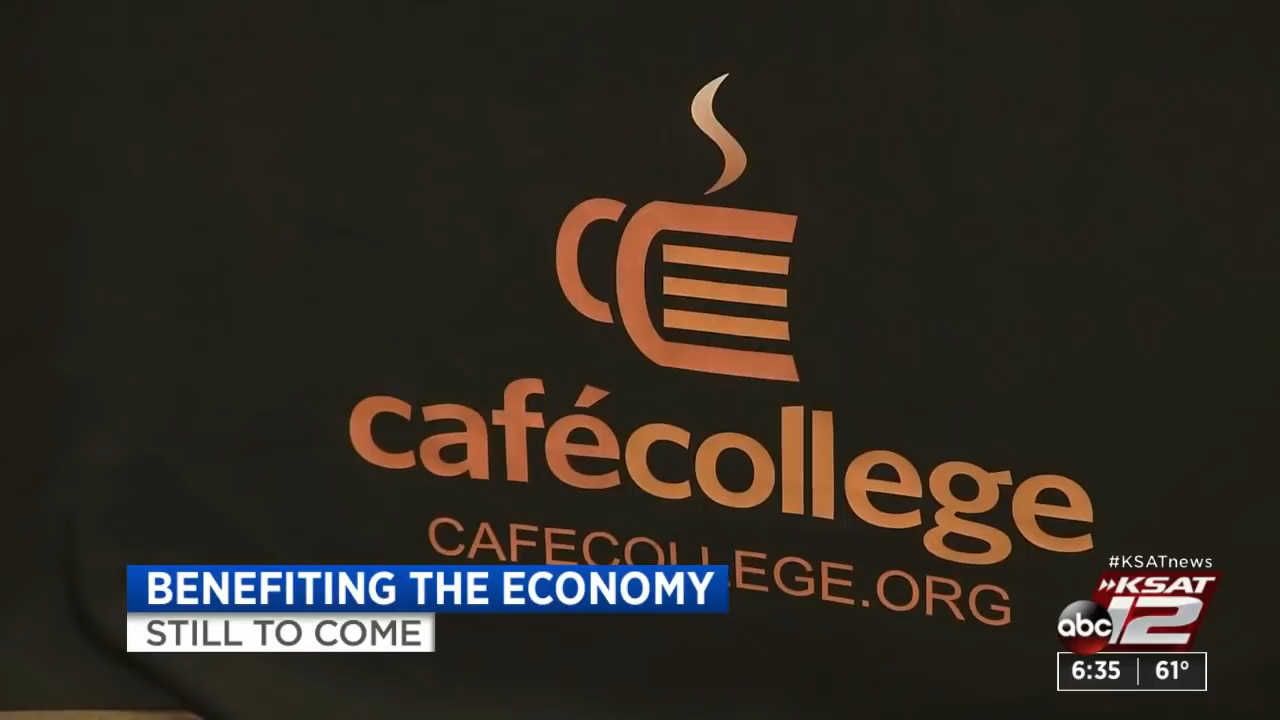 cafécollege
CAFECOLLEGE.ORG
BENEFITING THE ECONOMY
STILL TO COME
#KSATnews
KSAT
abc 12
6:35 61°